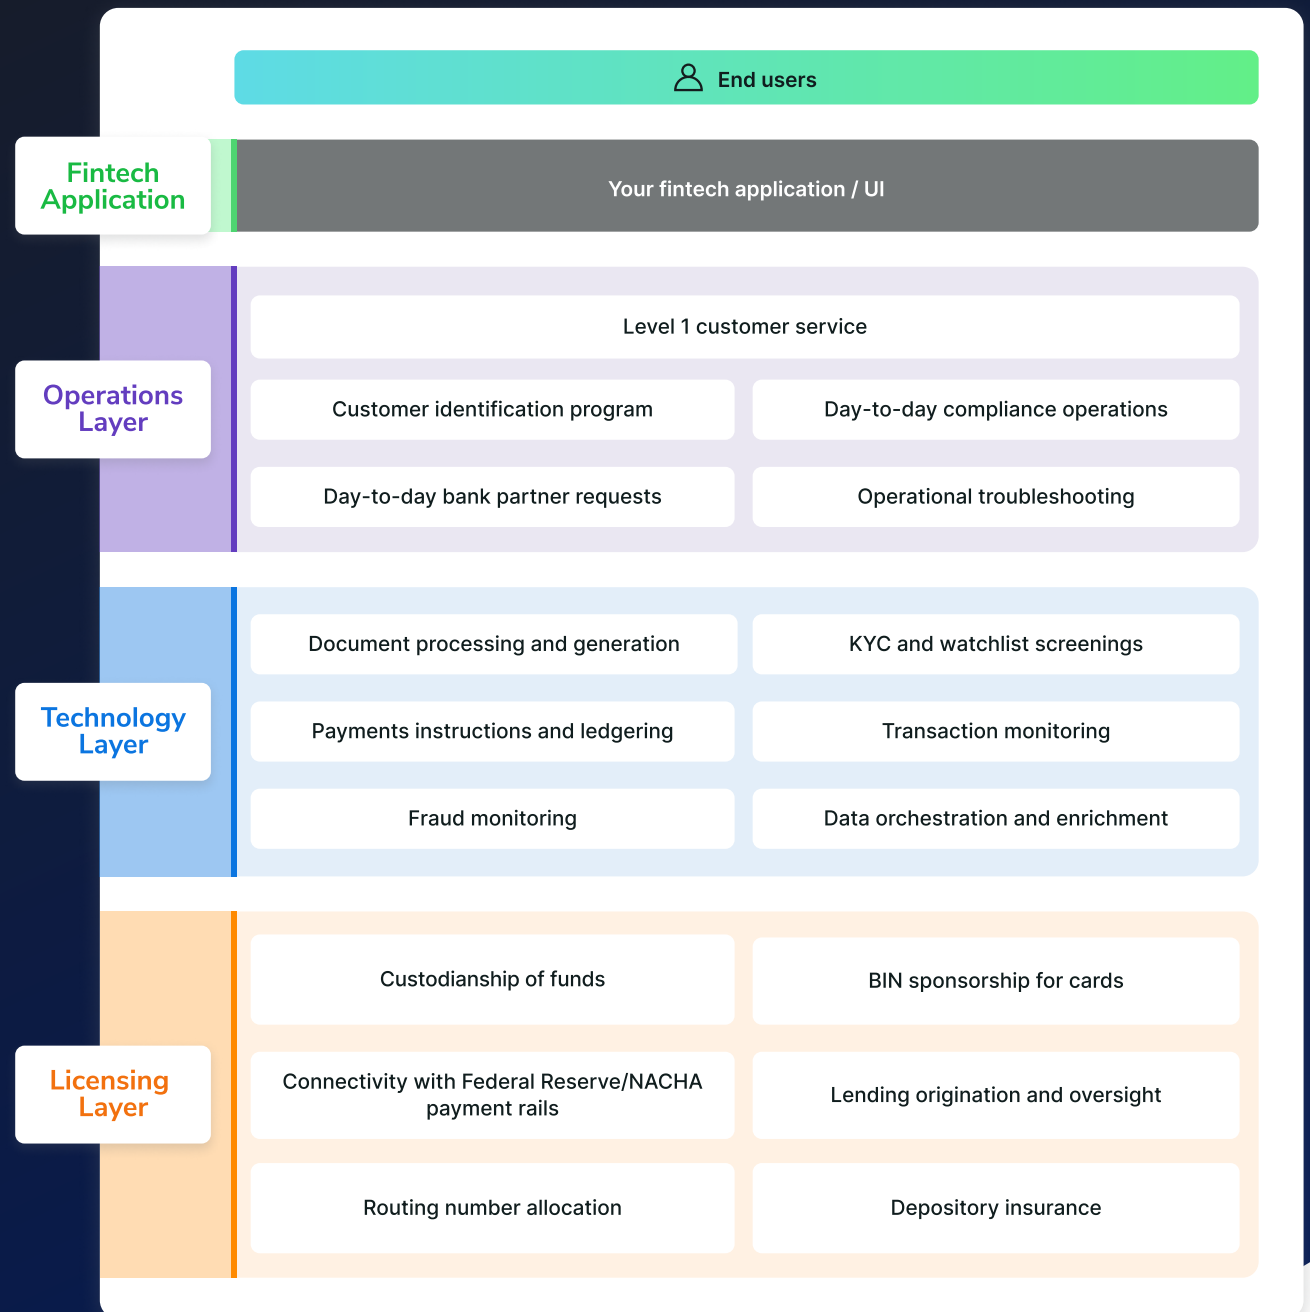 End users
Fintech
Application
Your fintech application / UI
Operations
Layer
Level 1 customer service
Customer identification program
Day-to-day compliance operations
Day-to-day bank partner requests
Operational troubleshooting
Technology
Layer
Document processing and generation
KYC and watchlist screenings
Payments instructions and ledgering
Transaction monitoring
Fraud monitoring
Data orchestration and enrichment
Licensing
Layer
Custodianship of funds
BIN sponsorship for cards
Connectivity with Federal Reserve/NACHA
payment rails
Lending origination and oversight
Routing number allocation
Depository insurance